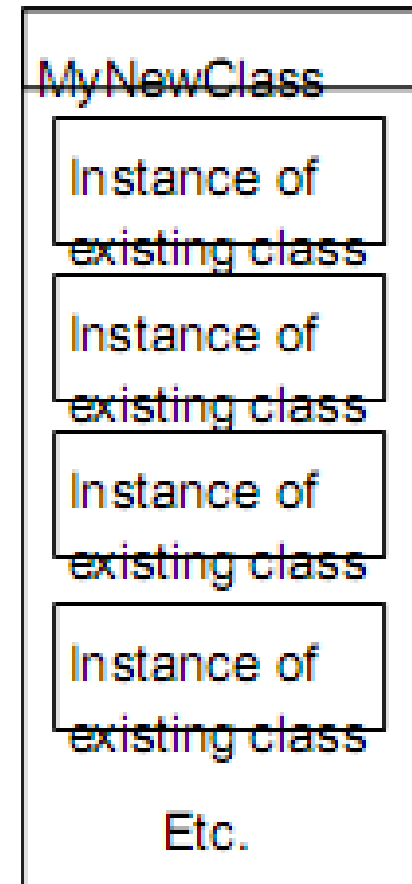 MyNewClass
Instance of
existing class
Instance of
existing class
Instance of
existing class
Instance of
existing class
Etc.